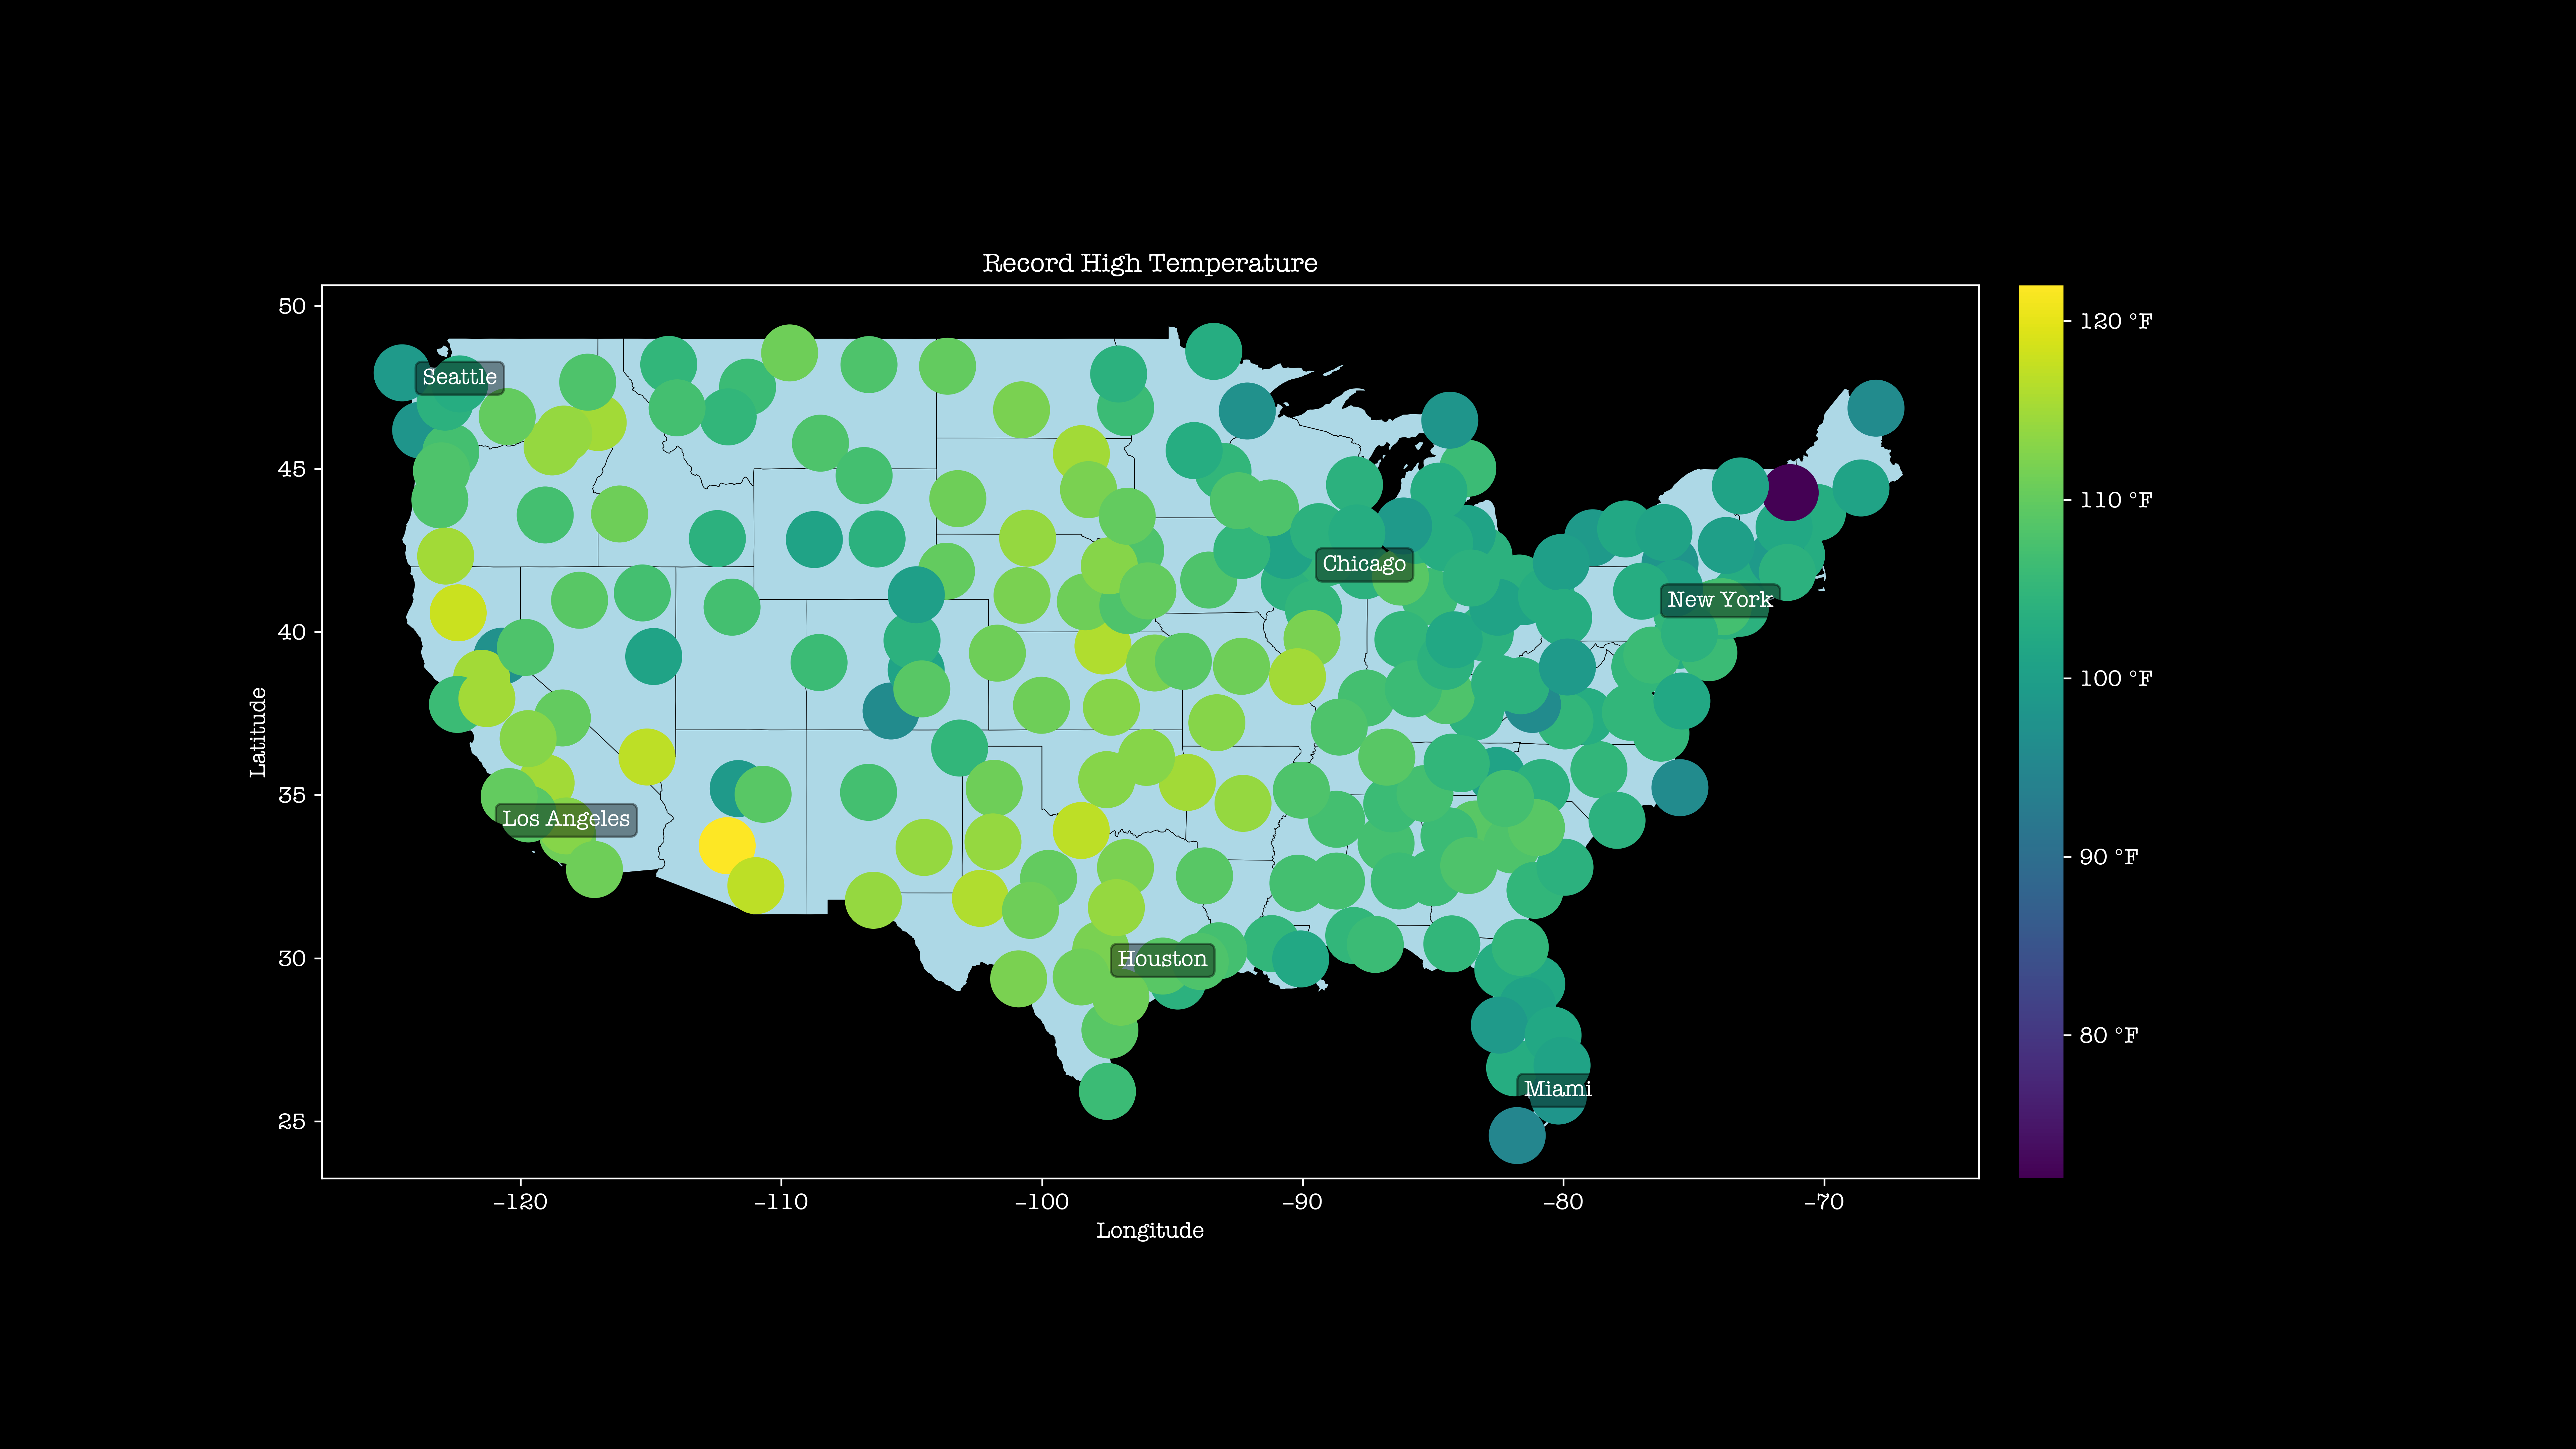 Record High Temperature
50
45
40
35
30
25
Latitude
Seattle
Chicago
New York
Los Angeles
Houston
Miami
120 °F
110 °F
100 °F
90 °F
80 °F
–120
–110
–100
–90
–80
–70
Longitude